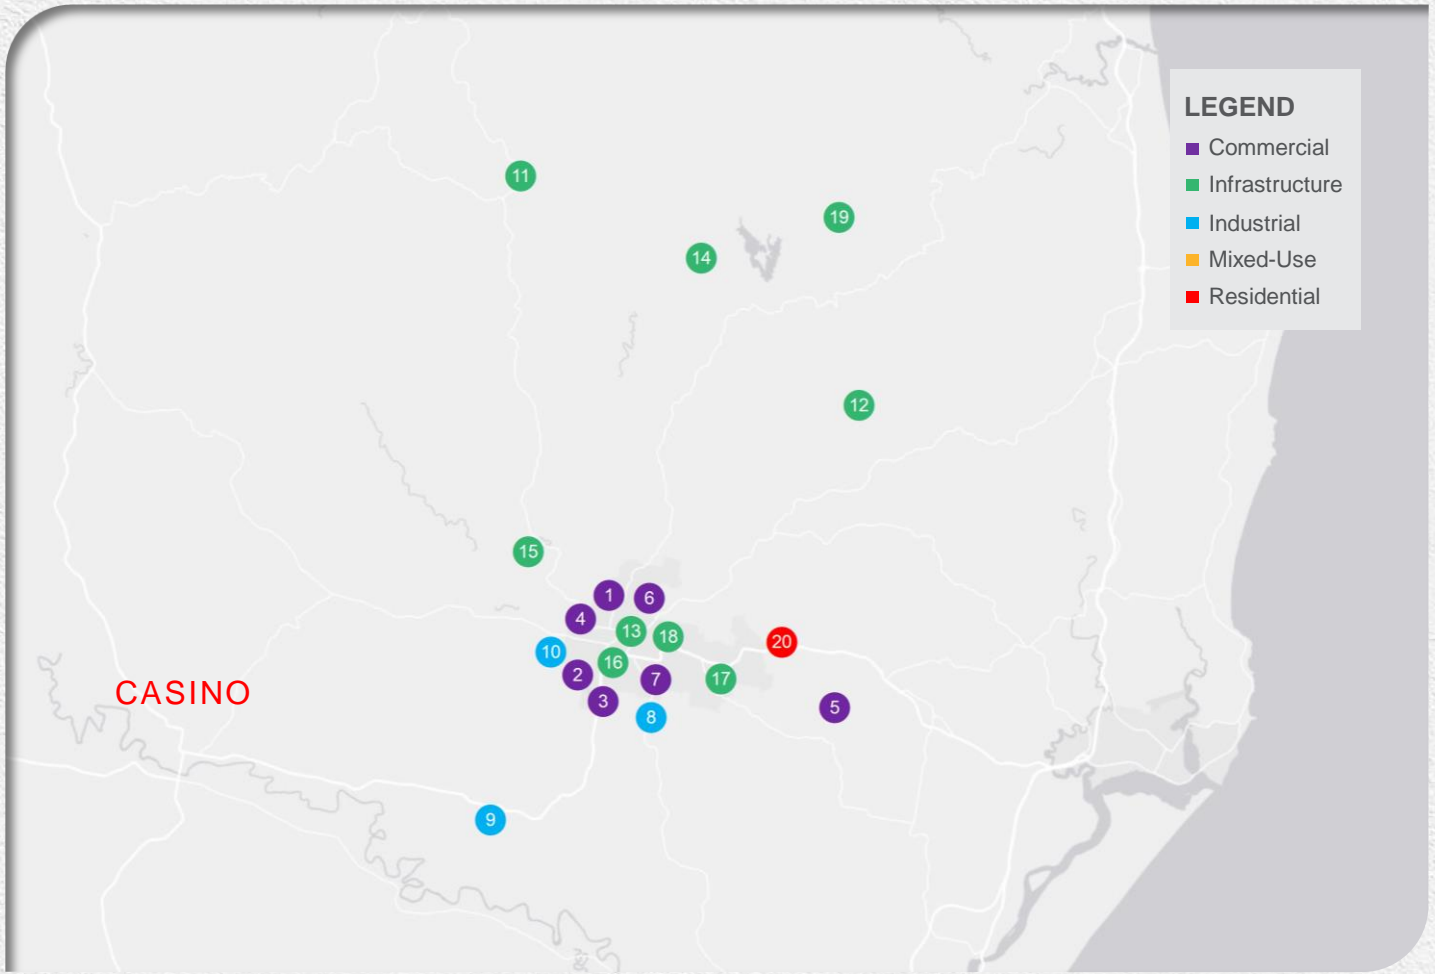 LEGEND
Commercial
Infrastructure
Industrial
Mixed-Use
Residential
11
19
14
12
15
1
6
4
13
18
20
10
16
2
7
17
CASINO
3
5
8
9